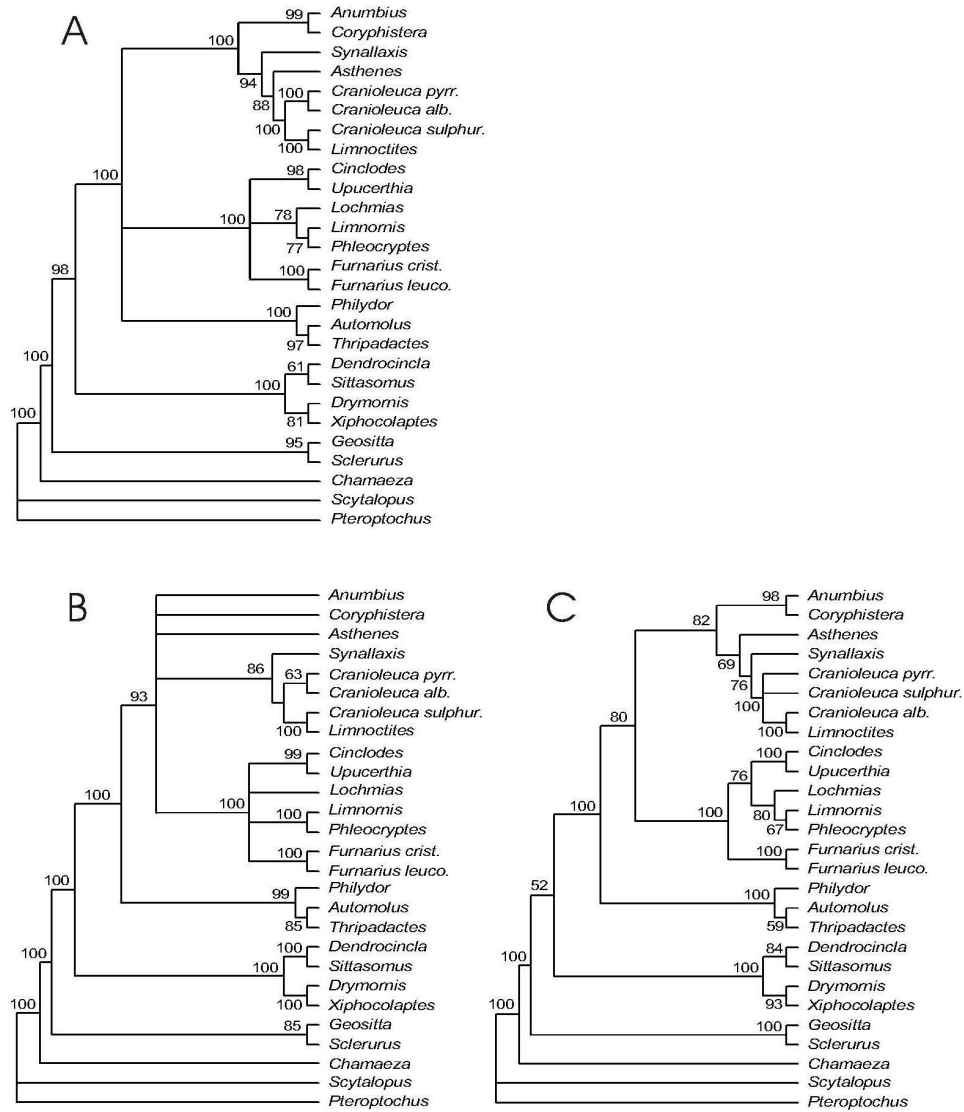 A
99 Anumbius
Coryphistera
100
Synallaxis
94
Asthenes
88
100 Cranioleuca pyrr.
Cranioleuca alb.
100
Cranioleuca sulphur.
100 Limnoctites
98 Cinclodes
Upucerthia
100
78 Lochmias
100
Limnornis
77 Phleocryptes
100 Furnarius crist.
Furnarius leuco.
98
100 Philydor
Automolus
97 Thripadactes
100
61 Dendrocincla
100 Sittasomus
100
Drymornis
81 Xiphocolaptes
95 Geositta
Sclerurus
Chamaeza
Scytalopus
Pteroptochus
B
Anumbius
Coryphistera
Asthenes
93
86 Synallaxis
63 Cranioleuca pyrr.
Cranioleuca alb.
Cranioleuca sulphur.
100 Limnoctites
99 Cinclodes
Upucerthia
100
100 Lochmias
100 Limnornis
Phleocryptes
100 Furnarius crist.
Furnarius leuco.
100
99 Philydor
Automolus
85 Thripadactes
100
100 Dendrocincla
100 Sittasomus
100
Drymornis
100 Xiphocolaptes
85 Geositta
Sclerurus
Chamaeza
Scytalopus
Pteroptochus
C
98 Anumbius
Coryphistera
82
Asthenes
69
Synallaxis
76
Cranioleuca pyrr.
Cranioleuca sulphur.
100
Cranioleuca alb.
100 Limnoctites
80
100 Cinclodes
76 Upucerthia
Lochmias
80
Limnornis
67 Phleocryptes
100
100
100 Furnarius crist.
Furnarius leuco.
52
100 Philydor
Automolus
59 Thripadactes
100
84 Dendrocincla
100 Sittasomus
100
Drymornis
93 Xiphocolaptes
100 Geositta
Sclerurus
Chamaeza
Scytalopus
Pteroptochus